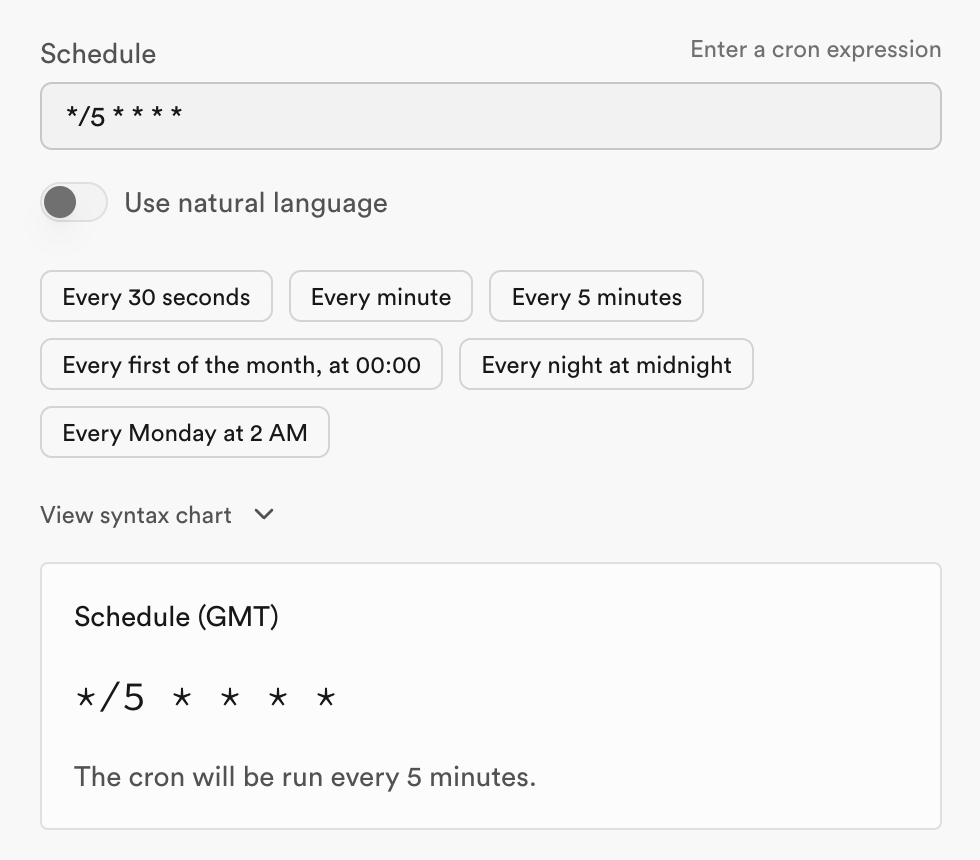 Schedule
Enter a cron expression
*/5 * * * *
Use natural language
Every 30 seconds
Every minute
Every 5 minutes
Every first of the month, at 00:00
Every night at midnight
Every Monday at 2 AM
View syntax chart
Schedule (GMT)
*/5 * * * *
The cron will be run every 5 minutes.